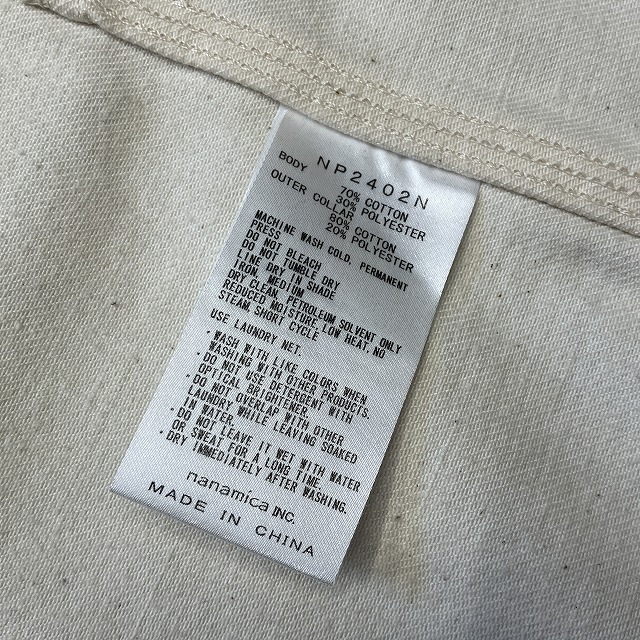 NP2402N
BODY 70% COTTON
30% POLYESTER
OUTER COLLAR
80% COTTON
20% POLYESTER
MACHINE WASH COLD, PERMANENT
PRESS
DO NOT BLEACH
DO NOT TUMBLE DRY
LINE DRY IN SHADE
IRON, MEDIUM
DRY CLEAN, PETROLEUM SOLVENT ONLY
REDUCED MOISTURE, LOW HEAT, NO
STEAM, SHORT CYCLE
USE LAUNDRY NET.
・WASH WITH LIKE COLORS WHEN
WASHING WITH OTHER PRODUCTS.
・DO NOT USE DETERGENT WITH
OPTICAL BRIGHTENER.
・DO NOT OVERLAP WITH OTHER
LAUNDRY, WHILE LEAVING SOAKED
IN WATER.
・DO NOT LEAVE IT WET WITH WATER
OR SWEAT FOR A LONG TIME.
・DRY IMMEDIATELY AFTER WASHING.
nanamica INC.
MADE IN CHINA